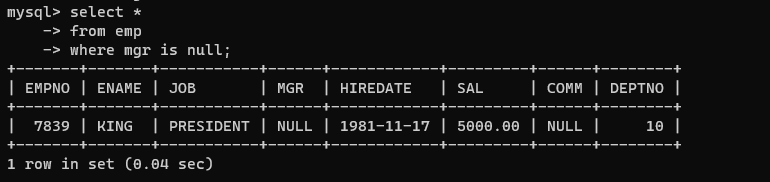 mysql> select *
    -> from emp
    -> where mgr is null;
+-------+-------+-----------+------+------------+---------+------+--------+
| EMPNO | ENAME | JOB       | MGR  | HIREDATE   | SAL     | COMM | DEPTNO |
+-------+-------+-----------+------+------------+---------+------+--------+
|  7839 | KING  | PRESIDENT | NULL | 1981-11-17 | 5000.00 | NULL |     10 |
+-------+-------+-----------+------+------------+---------+------+--------+
1 row in set (0.04 sec)